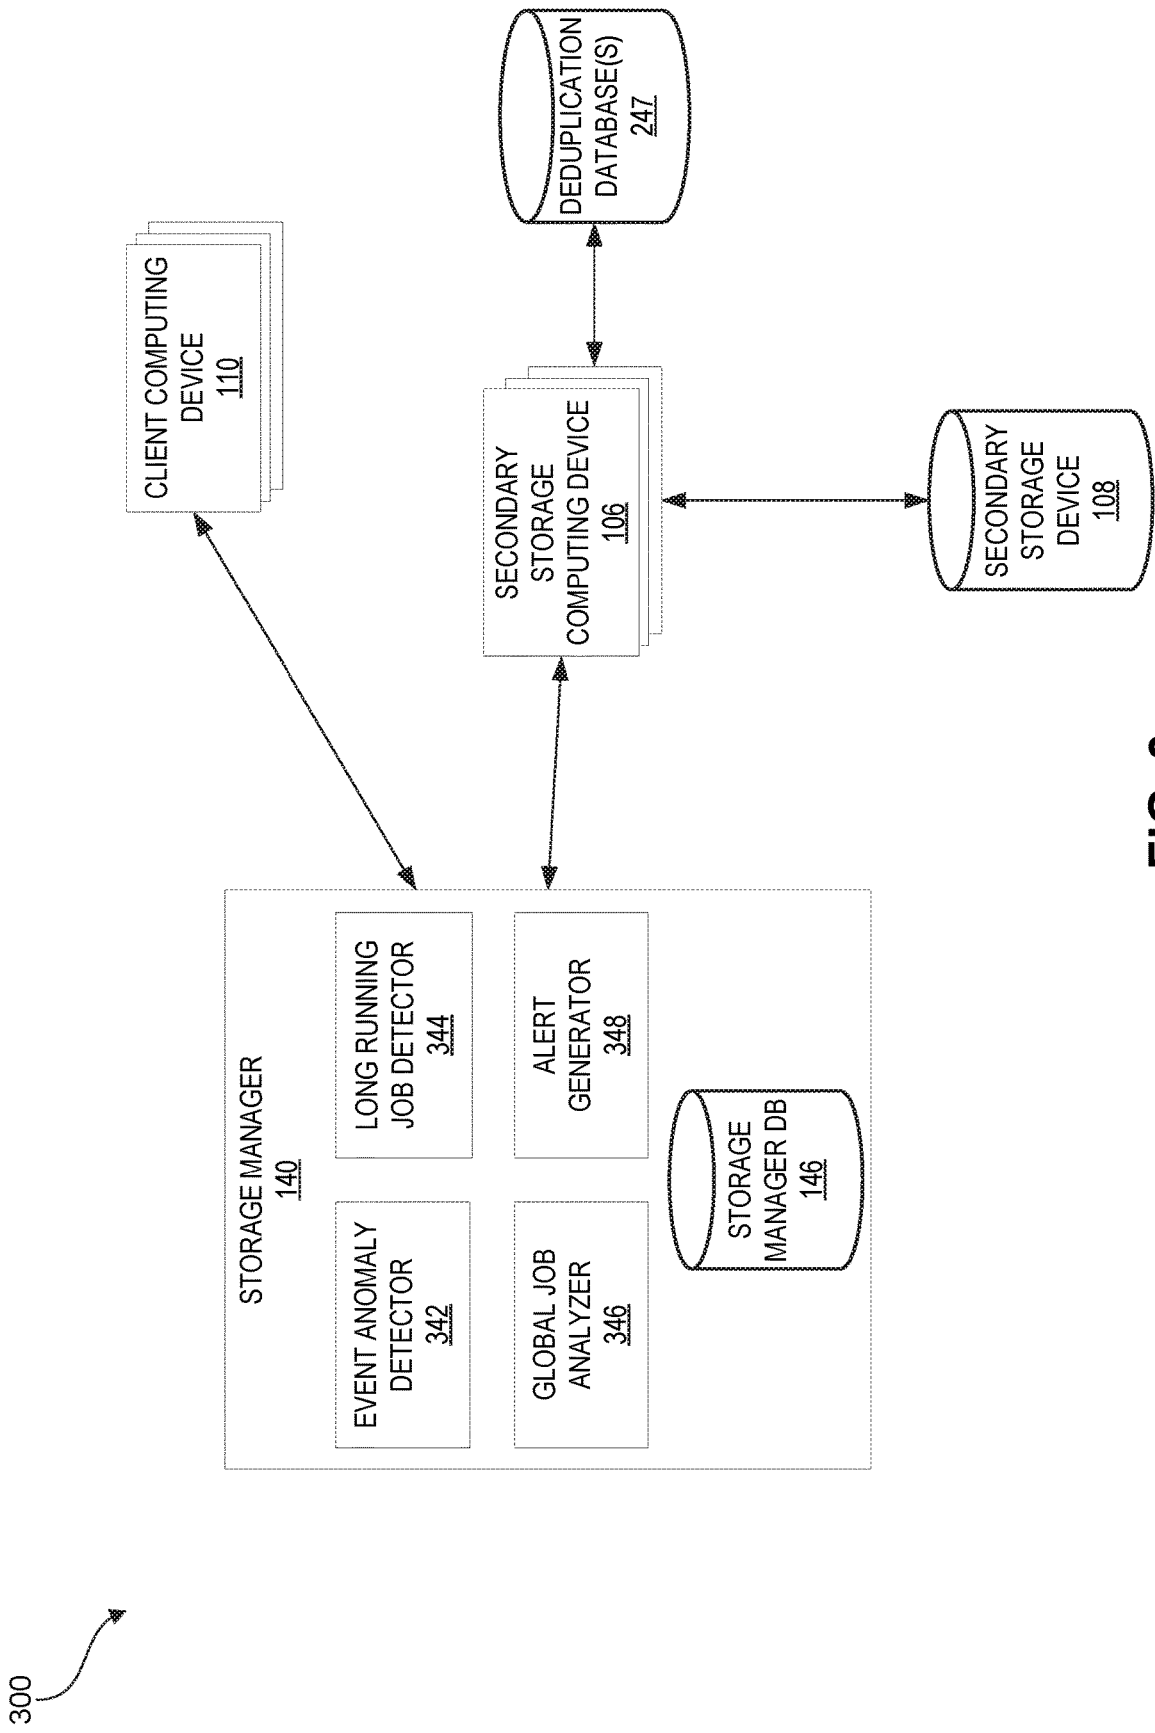 300
STORAGE MANAGER
140
EVENT ANOMALY
DETECTOR
342
LONG RUNNING
JOB DETECTOR
344
GLOBAL JOB
ANALYZER
346
ALERT
GENERATOR
348
STORAGE
MANAGER DB
146
CLIENT COMPUTING
DEVICE
110
SECONDARY
STORAGE
COMPUTING DEVICE
106
DEDUPLICATION
DATABASE(S)
247
SECONDARY
STORAGE
DEVICE
108
FIG.